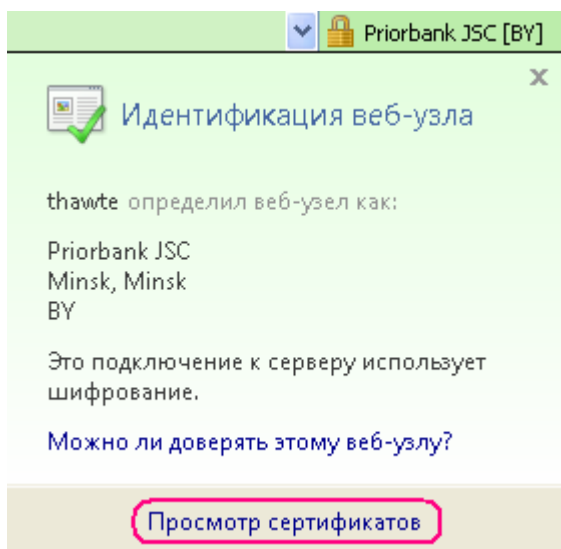 Priorbank JSC [BY]
x
Идентификация веб-узла
thawte определил веб-узел как:
Priorbank JSC
Minsk, Minsk
BY
Это подключение к серверу использует
шифрование.
Можно ли доверять этому веб-узлу?
Просмотр сертификатов